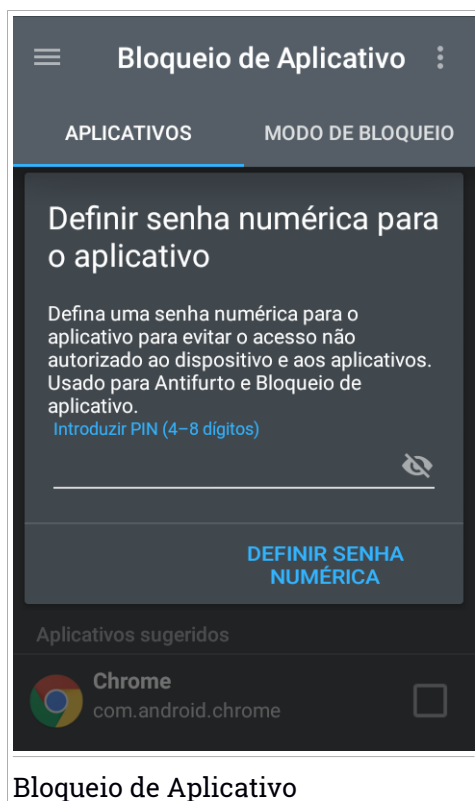 Bloqueio de Aplicativo
APLICATIVOS
MODO DE BLOQUEIO
Definir senha numérica para
o aplicativo
Defina uma senha numérica para o
aplicativo para evitar o acesso não
autorizado ao dispositivo e aos aplicativos.
Usado para Antifurto e Bloqueio de
aplicativo.
Introduzir PIN (4–8 dígitos)
DEFINIR SENHA
NUMÉRICA
Aplicativos sugeridos
Chrome
com.android.chrome
Bloqueio de Aplicativo